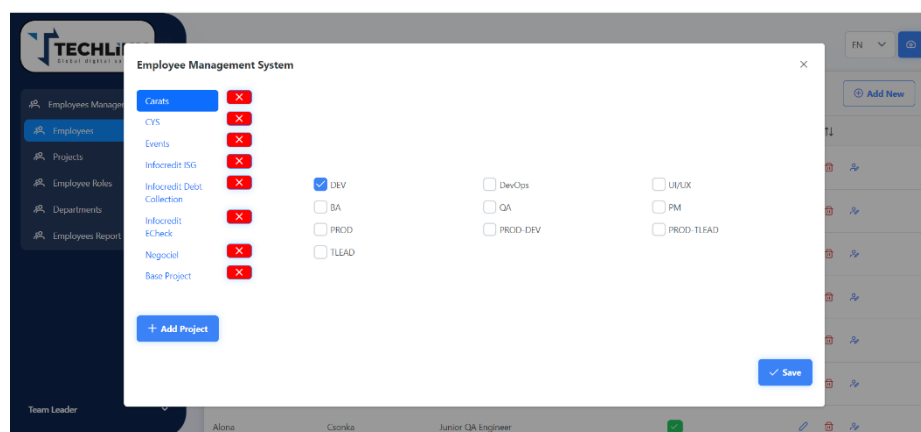 TECHLI
Global digital
EN
Employee Management System
Add New
Employees Manage
Carats
CYS
Events
Infocredit ISG
Infocredit Debt
Collection
Infocredit
ECheck
Negociel
Base Project
Employees
Projects
Employee Roles
Departments
Employees Report
DEV
DevOps
UI/UX
BA
QA
PM
PROD
PROD-DEV
PROD-TLEAD
TLEAD
+ Add Project
Save
Team Leader
Alona Csonka Junior QA Engineer